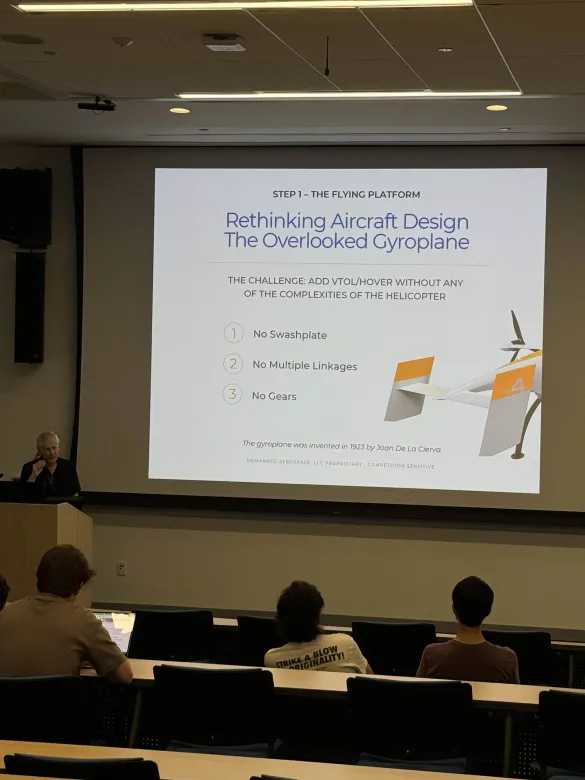 STEP 1 – THE FLYING PLATFORM
Rethinking Aircraft Design
The Overlooked Gyroplane
THE CHALLENGE: ADD VTOL/HOVER WITHOUT ANY
OF THE COMPLEXITIES OF THE HELICOPTER
1 No Swashplate
2 No Multiple Linkages
3 No Gears
4
The gyroplane was invented in 1923 by Joan De La Cierva
UNMANNED AEROSPACE, LLC PROPRIETARY - COMPETITION SENSITIVE
STRIKE A BLOW
ORIGINALITY!